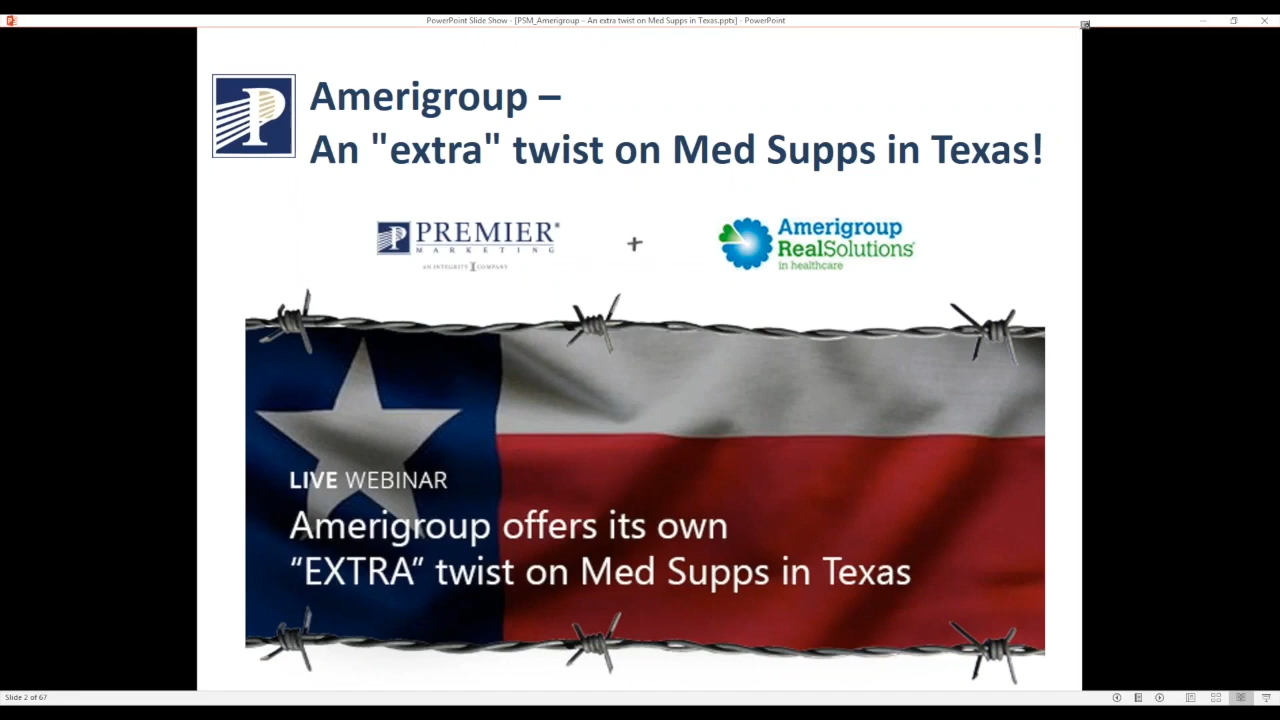 PowerPoint Slide Show - [PSM_Amerigroup – An extra twist on Med Supps in Texas.pptx] - PowerPoint
P
Amerigroup –
An "extra" twist on Med Supps in Texas!
PREMIER®
MARKETING
AN INTEGRITY COMPANY
+
Amerigroup
RealSolutions®
in healthcare
LIVE WEBINAR
Amerigroup offers its own
“EXTRA” twist on Med Supps in Texas
Slide 2 of 67